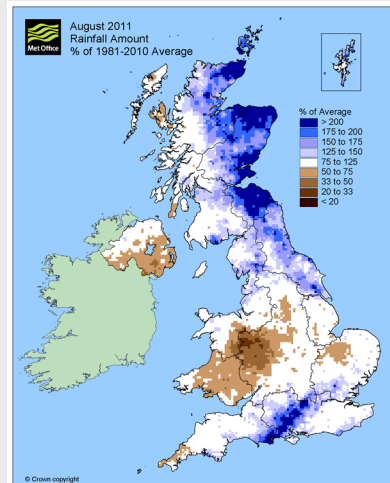 Met Office
August 2011
Rainfall Amount
% of 1981-2010 Average
% of Average
> 200
175 to 200
150 to 175
125 to 150
75 to 125
50 to 75
33 to 50
20 to 33
< 20
© Crown copyright